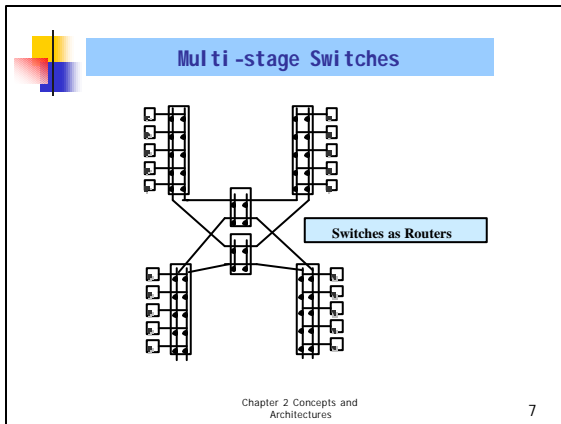 Multi-stage Switches
Switches as Routers
Chapter 2 Concepts and
Architectures
7